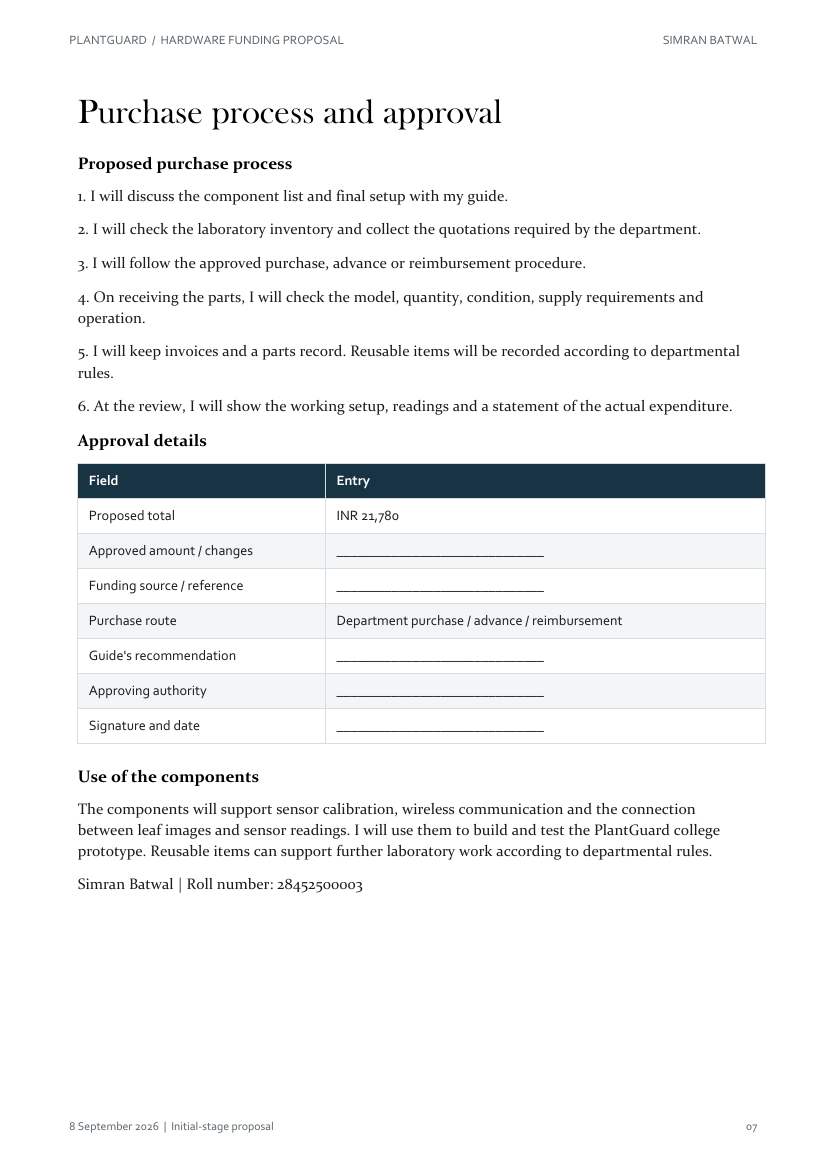 PLANTGUARD / HARDWARE FUNDING PROPOSAL SIMRAN BATWAL
Purchase process and approval
Proposed purchase process
1. I will discuss the component list and final setup with my guide.
2. I will check the laboratory inventory and collect the quotations required by the department.
3. I will follow the approved purchase, advance or reimbursement procedure.
4. On receiving the parts, I will check the model, quantity, condition, supply requirements and
operation.
5. I will keep invoices and a parts record. Reusable items will be recorded according to departmental
rules.
6. At the review, I will show the working setup, readings and a statement of the actual expenditure.
Approval details
Field Entry
Proposed total INR 21,780
Approved amount / changes ______________________________
Funding source / reference ______________________________
Purchase route Department purchase / advance / reimbursement
Guide's recommendation ______________________________
Approving authority ______________________________
Signature and date ______________________________
Use of the components
The components will support sensor calibration, wireless communication and the connection
between leaf images and sensor readings. I will use them to build and test the PlantGuard college
prototype. Reusable items can support further laboratory work according to departmental rules.
Simran Batwal | Roll number: 28452500003
8 September 2026 | Initial-stage proposal 07